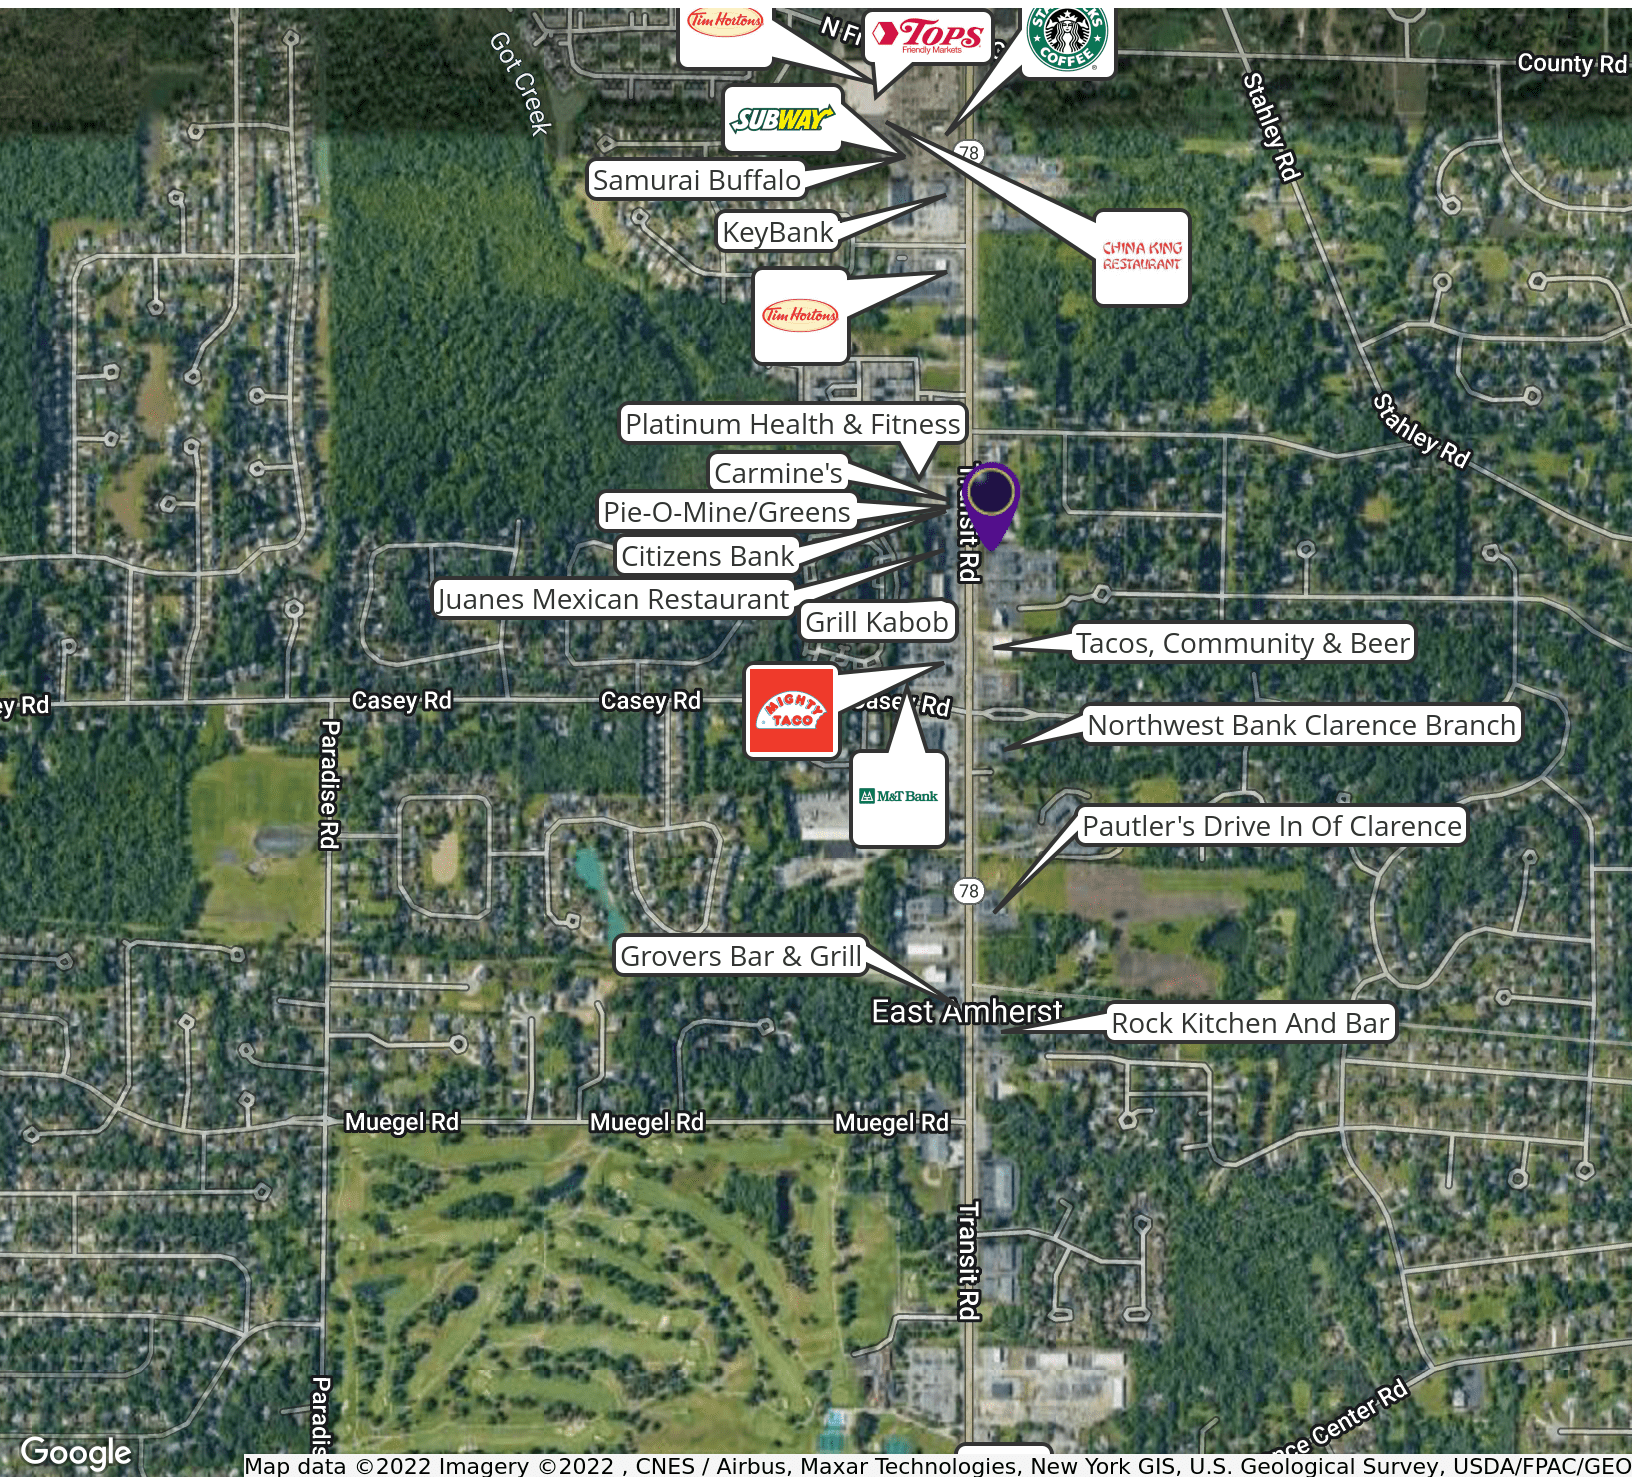 Tim Hortons
N F
TOPS
Friendly Markets
STARBUCKS
COFFEE
County Rd
Got Creek
Stahley Rd
SUBWAY
78
Samurai Buffalo
KeyBank
CHINA KING
RESTAURANT
Tim Hortons
Platinum Health & Fitness
Stahley Rd
Carmine's
Pie-O-Mine/Greens
Transit Rd
Citizens Bank
Juanes Mexican Restaurant
Grill Kabob
Tacos, Community & Beer
MIGHTY
TACO
ey Rd
Casey Rd
Casey Rd
Casey Rd
Northwest Bank Clarence Branch
Paradise Rd
M&T Bank
Pautler's Drive In Of Clarence
78
Grovers Bar & Grill
East Amherst
Rock Kitchen And Bar
Muegel Rd
Muegel Rd
Muegel Rd
Transit Rd
Paradis
nce Center Rd
Google
Map data ©2022 Imagery ©2022 , CNES / Airbus, Maxar Technologies, New York GIS, U.S. Geological Survey, USDA/FPAC/GEO